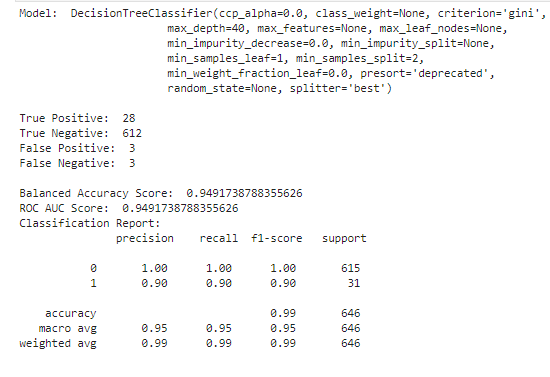 Model: DecisionTreeClassifier(ccp_alpha=0.0, class_weight=None, criterion='gini',
max_depth=40, max_features=None, max_leaf_nodes=None,
min_impurity_decrease=0.0, min_impurity_split=None,
min_samples_leaf=1, min_samples_split=2,
min_weight_fraction_leaf=0.0, presort='deprecated',
random_state=None, splitter='best')
True Positive: 28
True Negative: 612
False Positive: 3
False Negative: 3
Balanced Accuracy Score: 0.9491738788355626
ROC AUC Score: 0.9491738788355626
Classification Report:
precision recall f1-score support
0 1.00 1.00 1.00 615
1 0.90 0.90 0.90 31
accuracy 0.99 646
macro avg 0.95 0.95 0.95 646
weighted avg 0.99 0.99 0.99 646